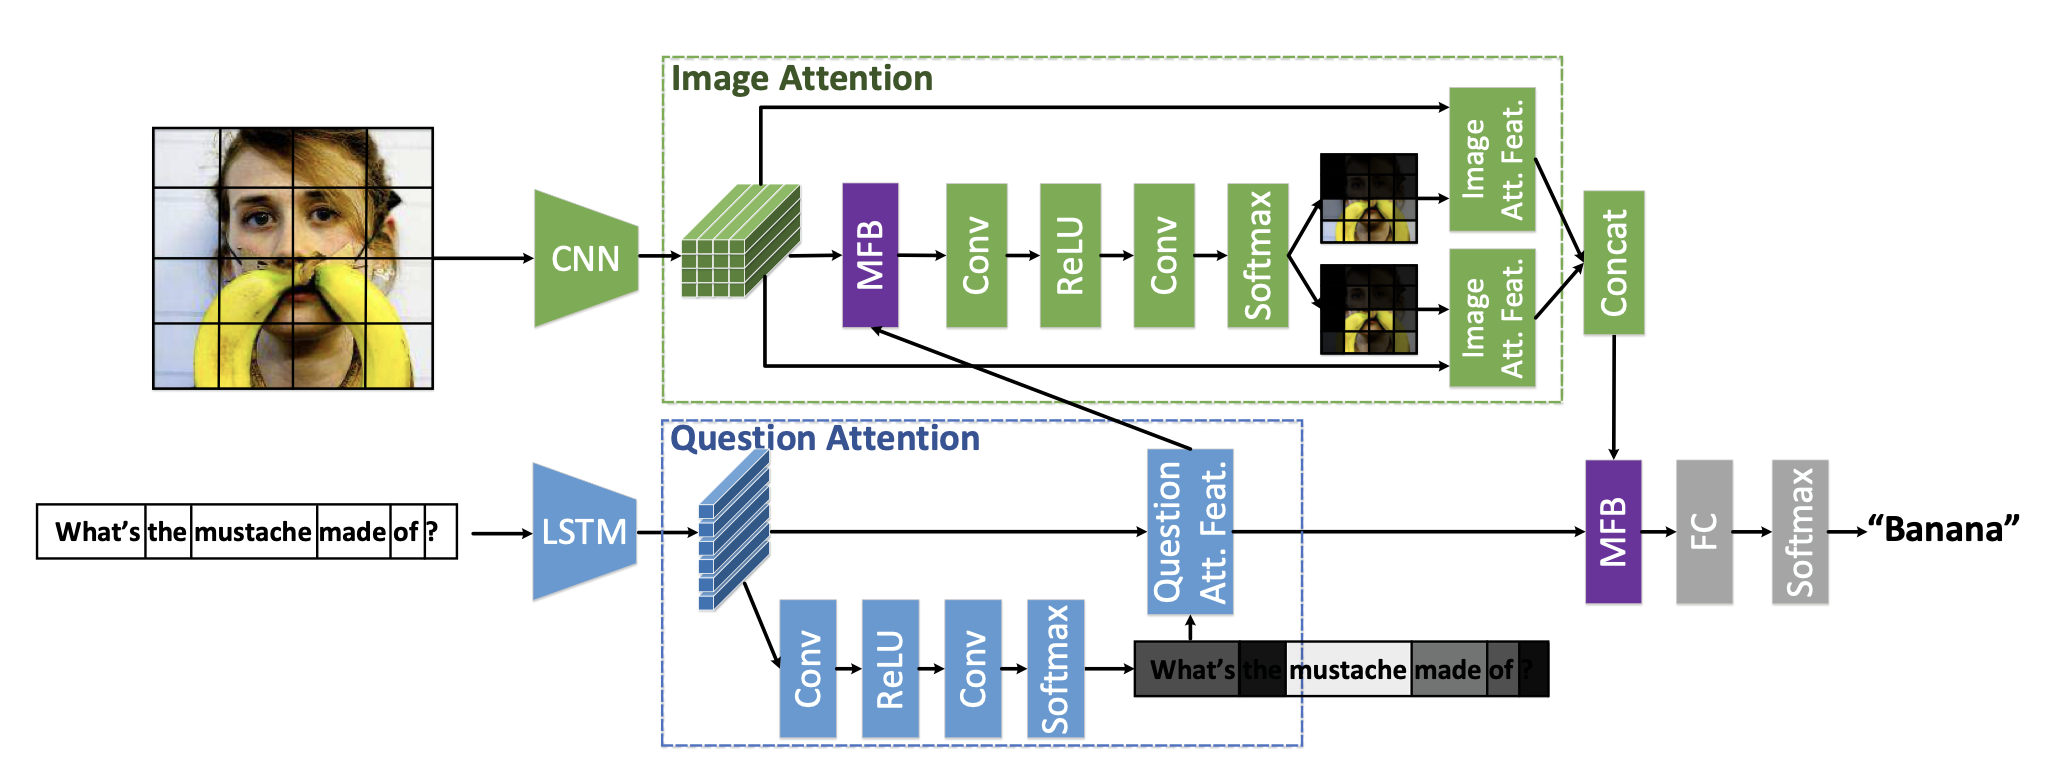 Image Attention
CNN
MFB
Conv
ReLU
Conv
Softmax
Image
Att. Feat.
Image
Att. Feat.
Concat
Question Attention
What's the mustache made of ?
LSTM
Question
Att. Feat.
MFB
FC
Softmax
“Banana”
Conv
ReLU
Conv
Softmax
What's the mustache made of ?